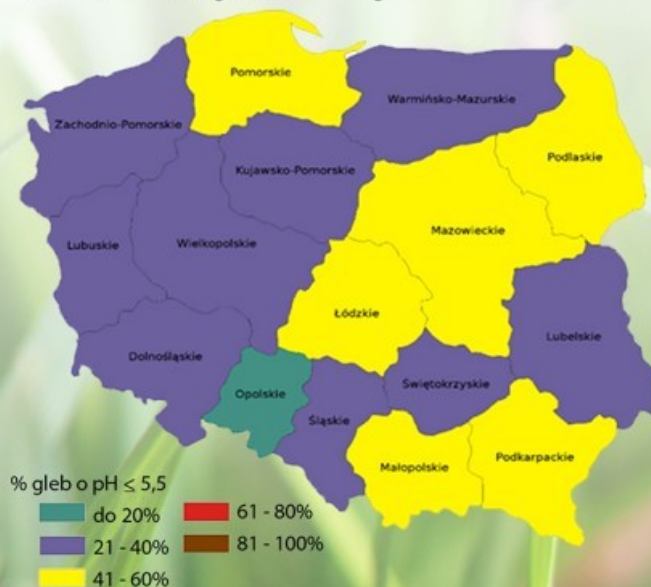 Pomorskie
Warmińsko-Mazurskie
Zachodnio-Pomorskie
Podlaskie
Kujawsko-Pomorskie
Mazowieckie
Lubuskie
Wielkopolskie
Łódzkie
Lubelskie
Dolnośląskie
Świętokrzyskie
Opolskie
Śląskie
Podkarpackie
Małopolskie
% gleb o pH ≤ 5,5
do 20%
61 - 80%
21 - 40%
81 - 100%
41 - 60%